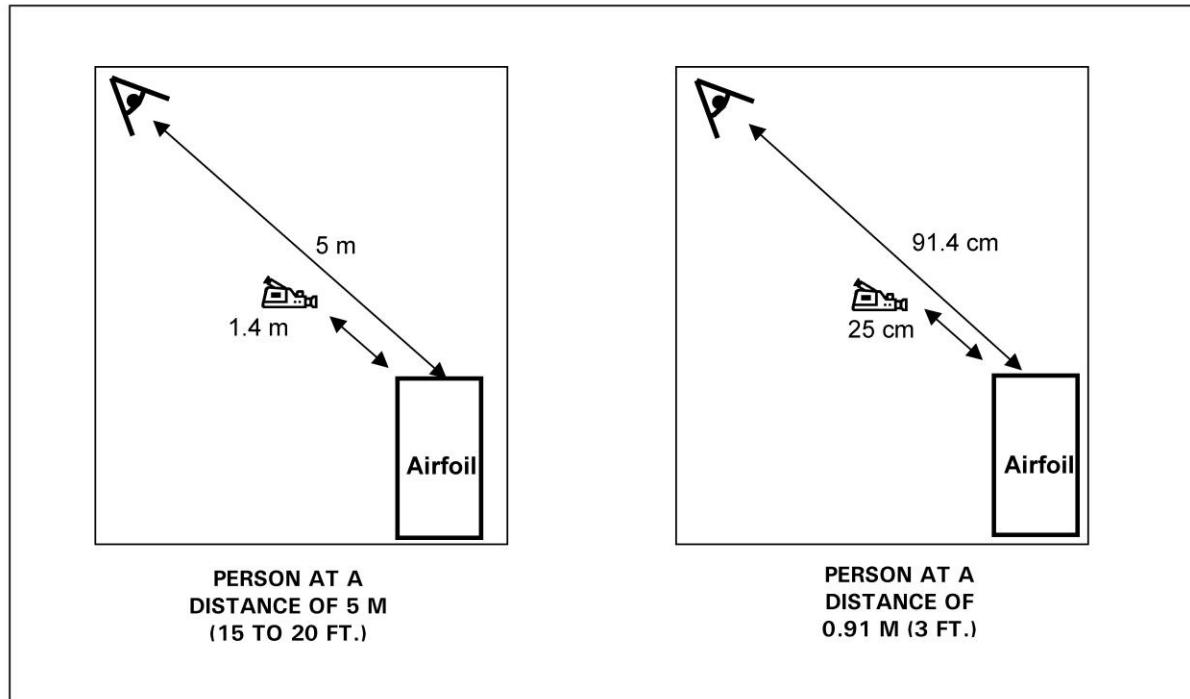 5 m
1.4 m
Airfoil
PERSON AT A
DISTANCE OF 5 M
(15 TO 20 FT.)
91.4 cm
25 cm
Airfoil
PERSON AT A
DISTANCE OF
0.91 M (3 FT.)